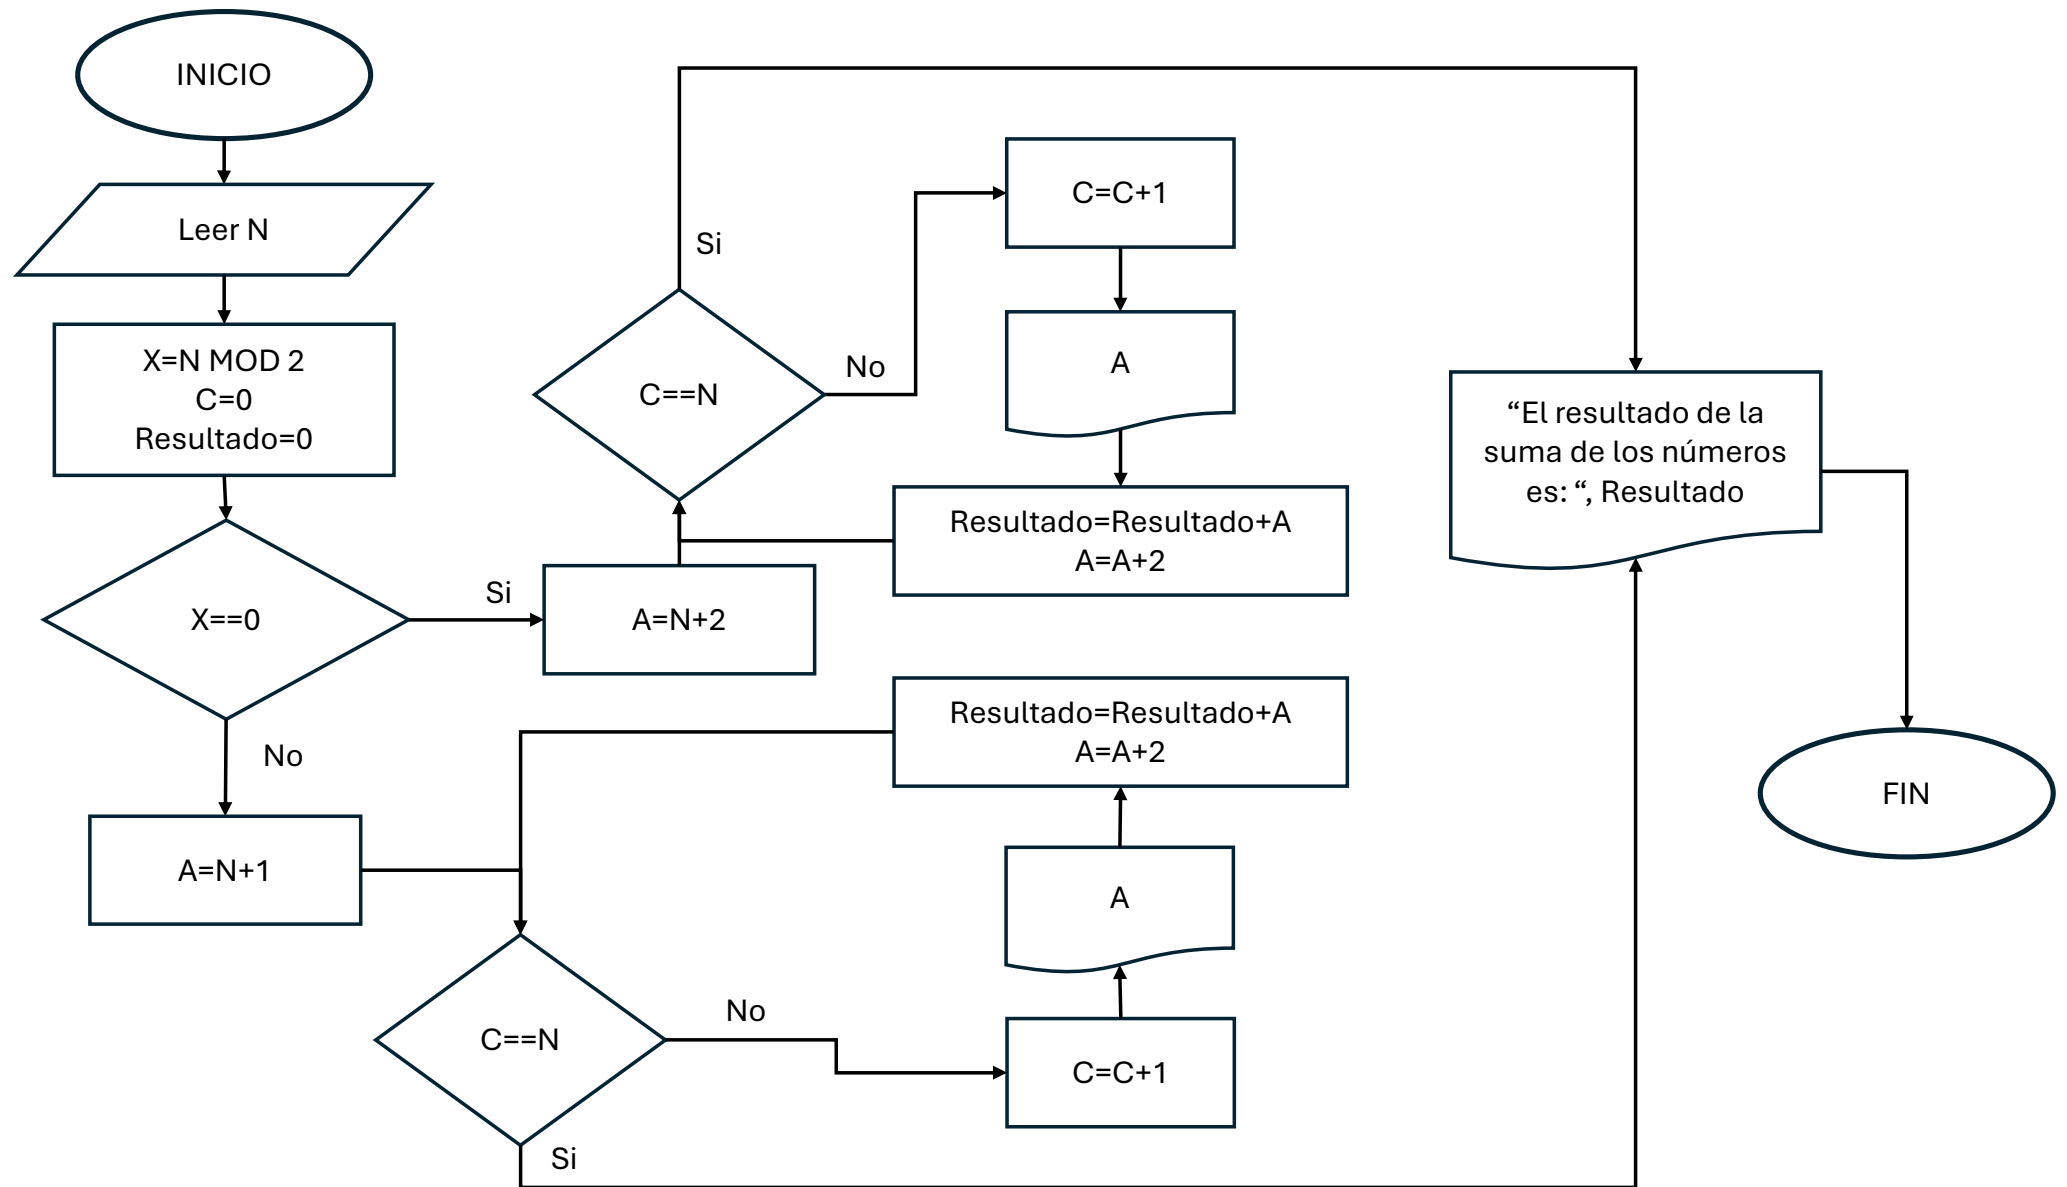 INICIO
Leer N
X=N MOD 2
C=0
Resultado=0
X==0
Si
No
A=N+2
C==N
Si
No
C=C+1
A
Resultado=Resultado+A
A=A+2
A=N+1
C==N
No
Si
C=C+1
A
Resultado=Resultado+A
A=A+2
“El resultado de la
suma de los números
es: “, Resultado
FIN